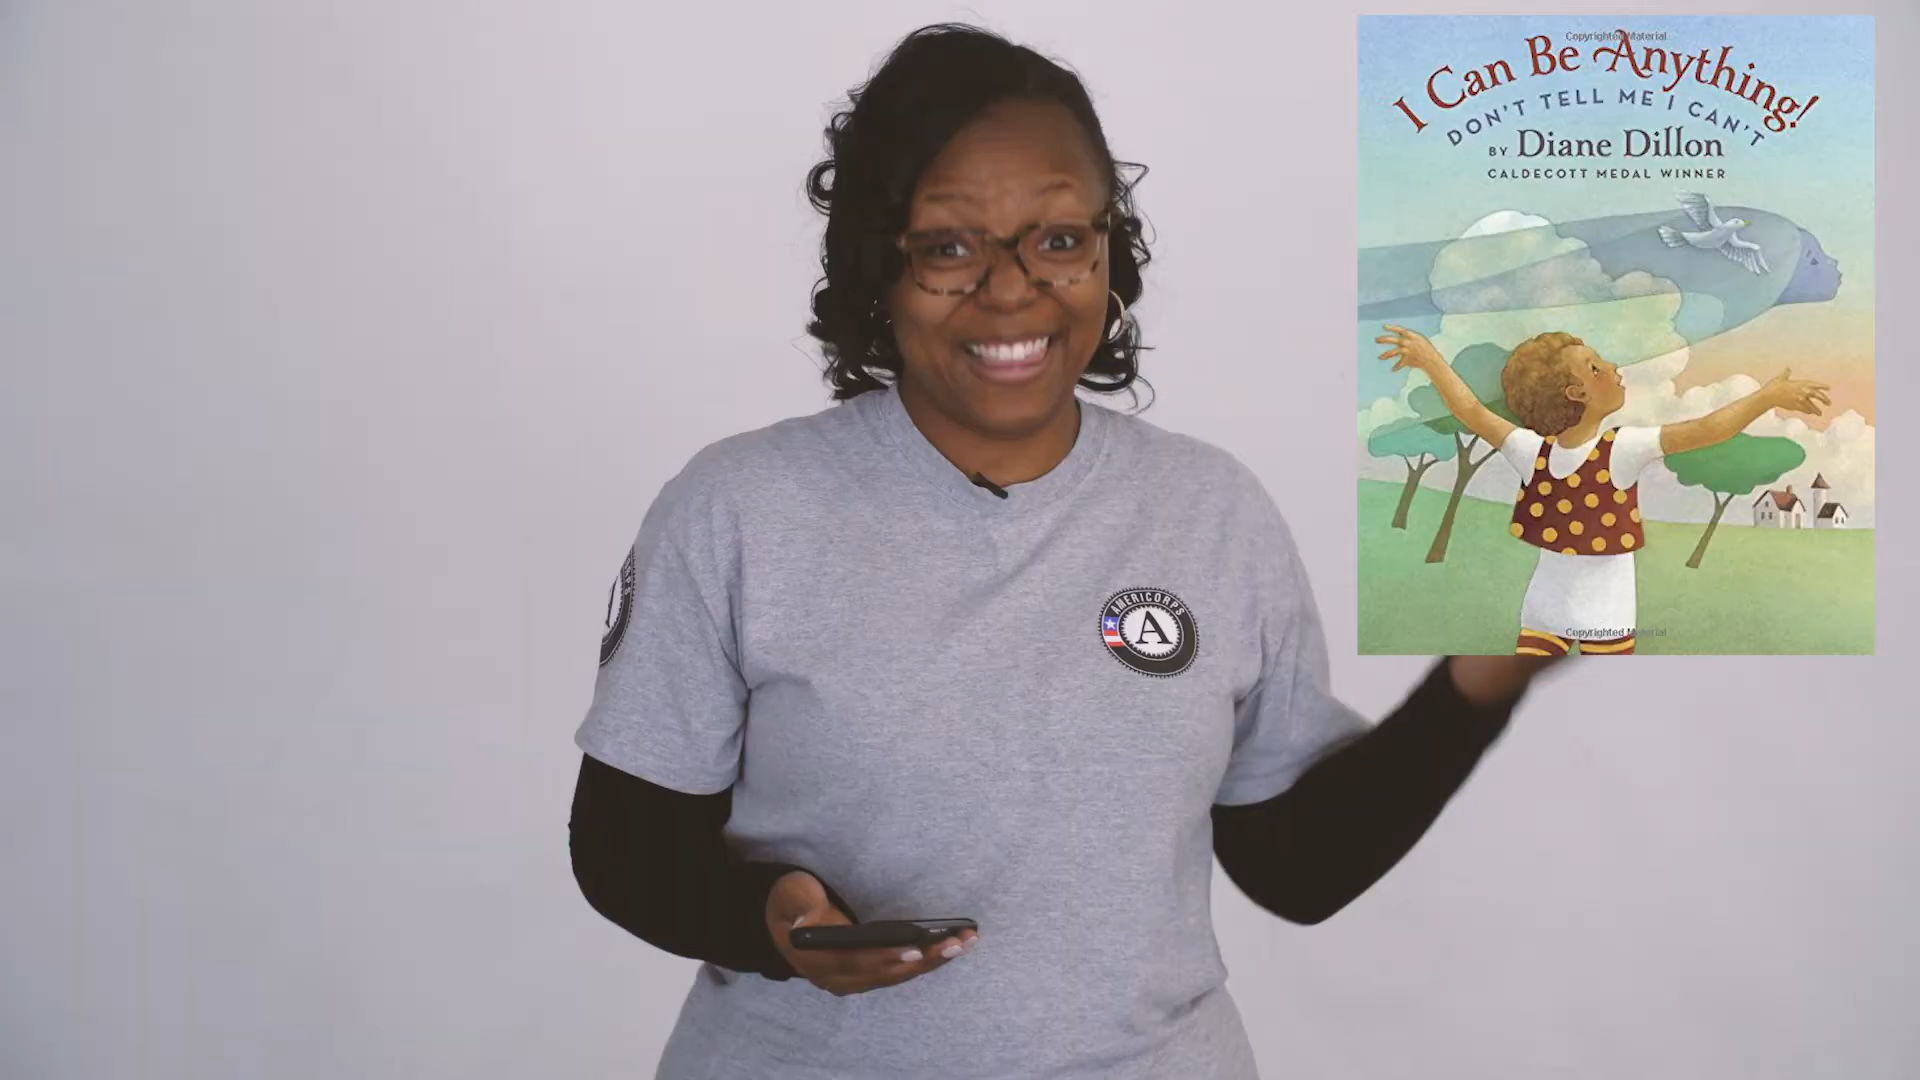 Copyrighted Material
I Can Be Anything!
DON'T TELL ME I CAN'T
BY Diane Dillon
CALDECOTT MEDAL WINNER
AMERICORPS
A
Copyrighted Material